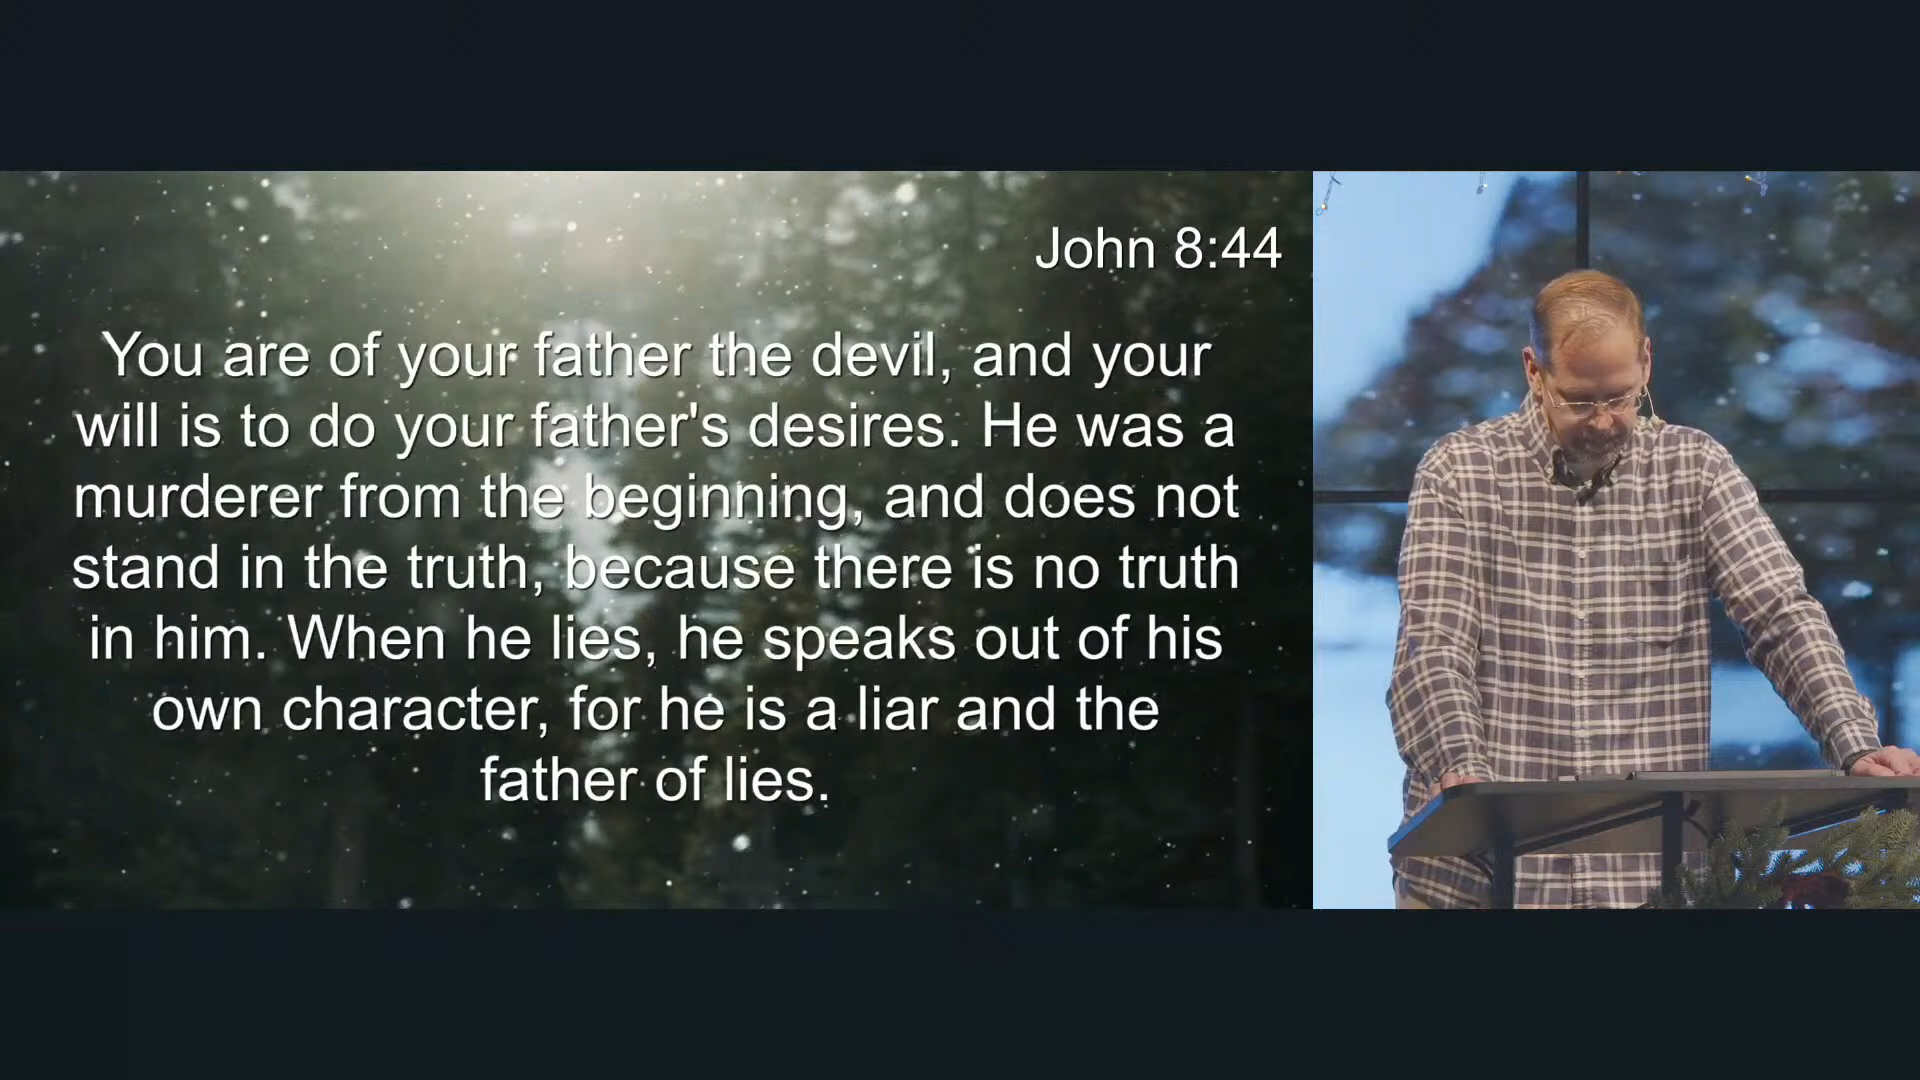 John 8:44
You are of your father the devil, and your
will is to do your father's desires. He was a
murderer from the beginning, and does not
stand in the truth, because there is no truth
in him. When he lies, he speaks out of his
own character, for he is a liar and the
father of lies.